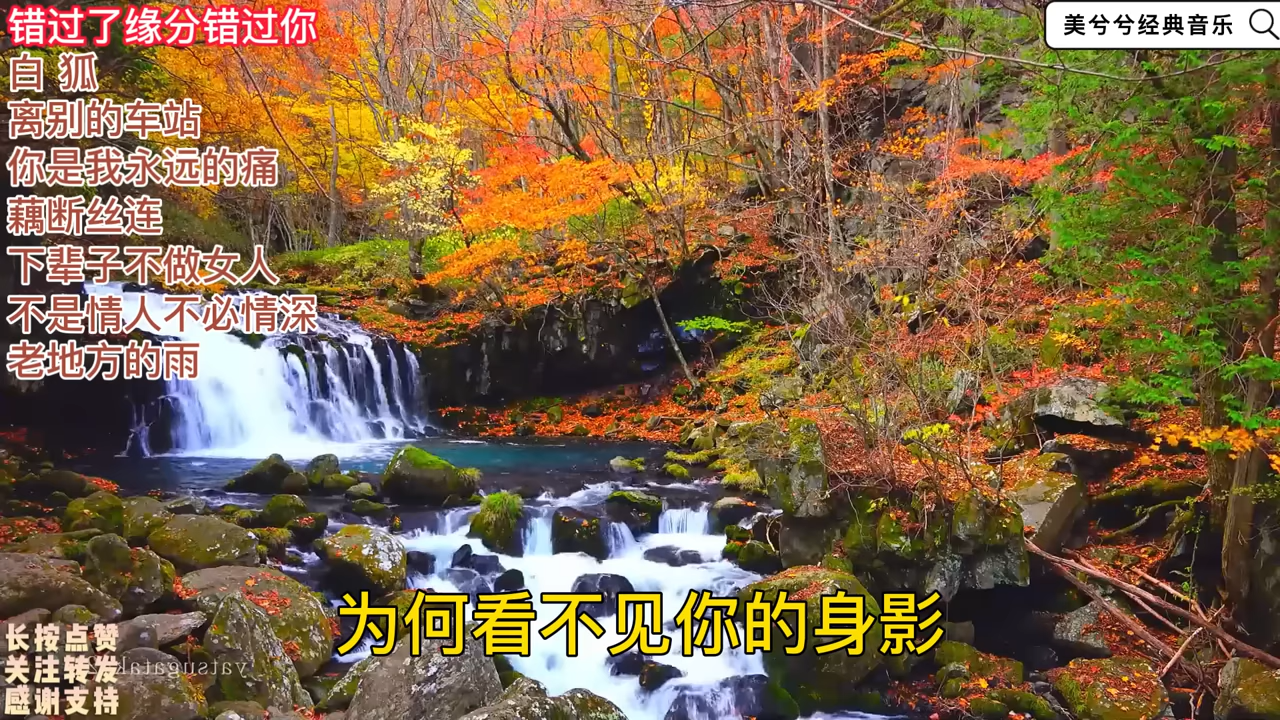 错过了缘分错过你
美兮兮经典音乐
白 狐
离别的车站
你是我永远的痛
藕断丝连
下辈子不做女人
不是情人不必情深
老地方的雨
为何看不见你的身影
长按点赞
关注转发
感谢支持